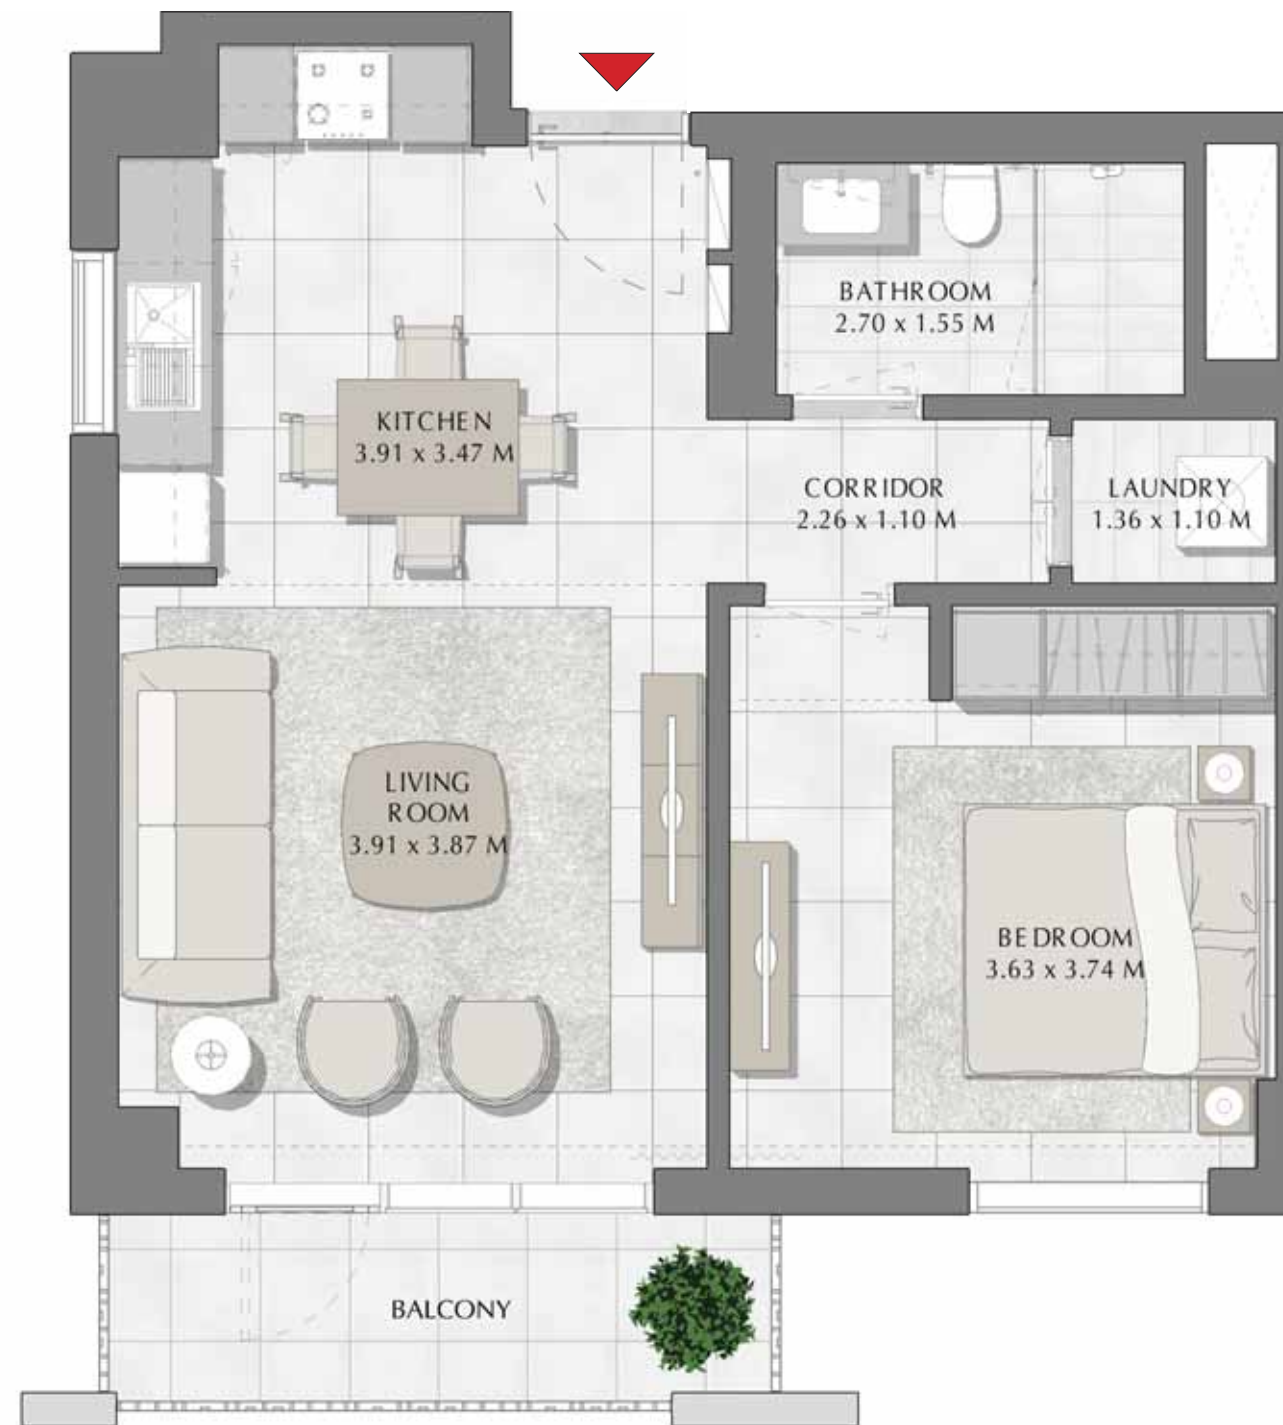 BATHROOM
2.70 x 1.55 M
KITCHEN
3.91 x 3.47 M
CORRIDOR
2.26 x 1.10 M
LAUNDRY
1.36 x 1.10 M
LIVING
ROOM
3.91 x 3.87 M
BEDROOM
3.63 x 3.74 M
BALCONY